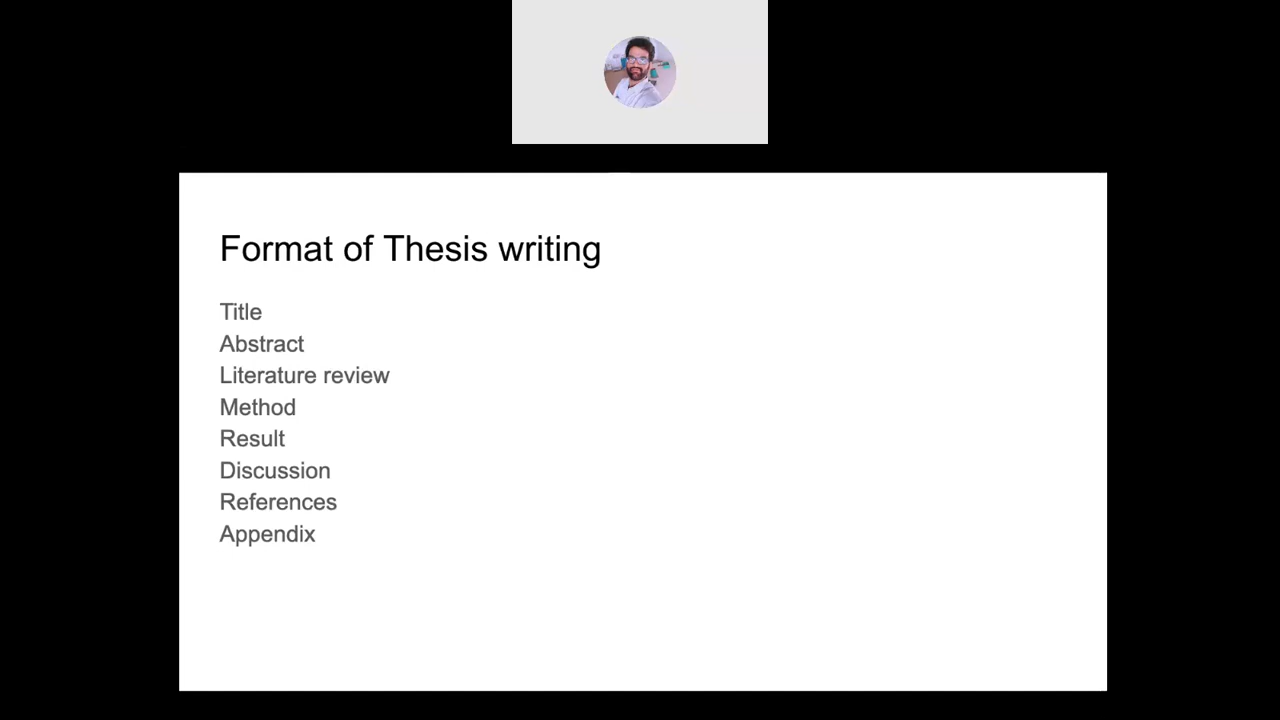 Format of Thesis writing
Title
Abstract
Literature review
Method
Result
Discussion
References
Appendix